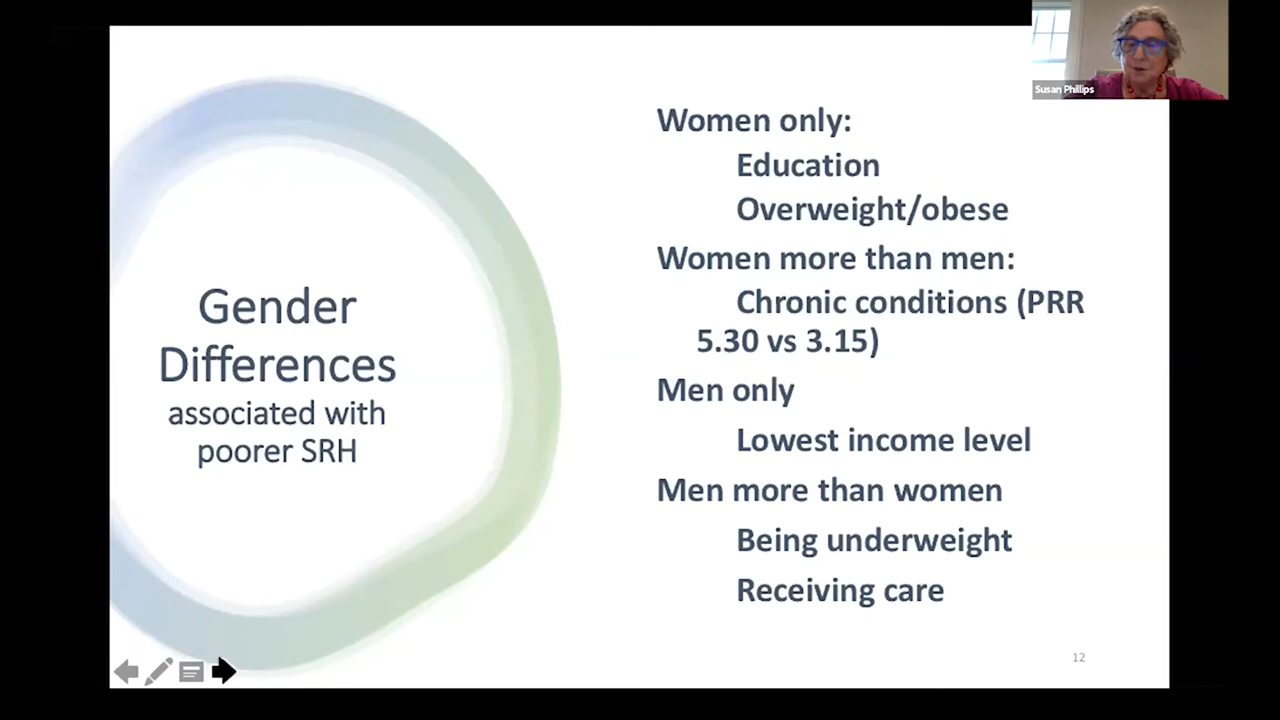 Susan Phillips
Gender
Differences
associated with
poorer SRH
Women only:
Education
Overweight/obese
Women more than men:
Chronic conditions (PRR
5.30 vs 3.15)
Men only
Lowest income level
Men more than women
Being underweight
Receiving care
12